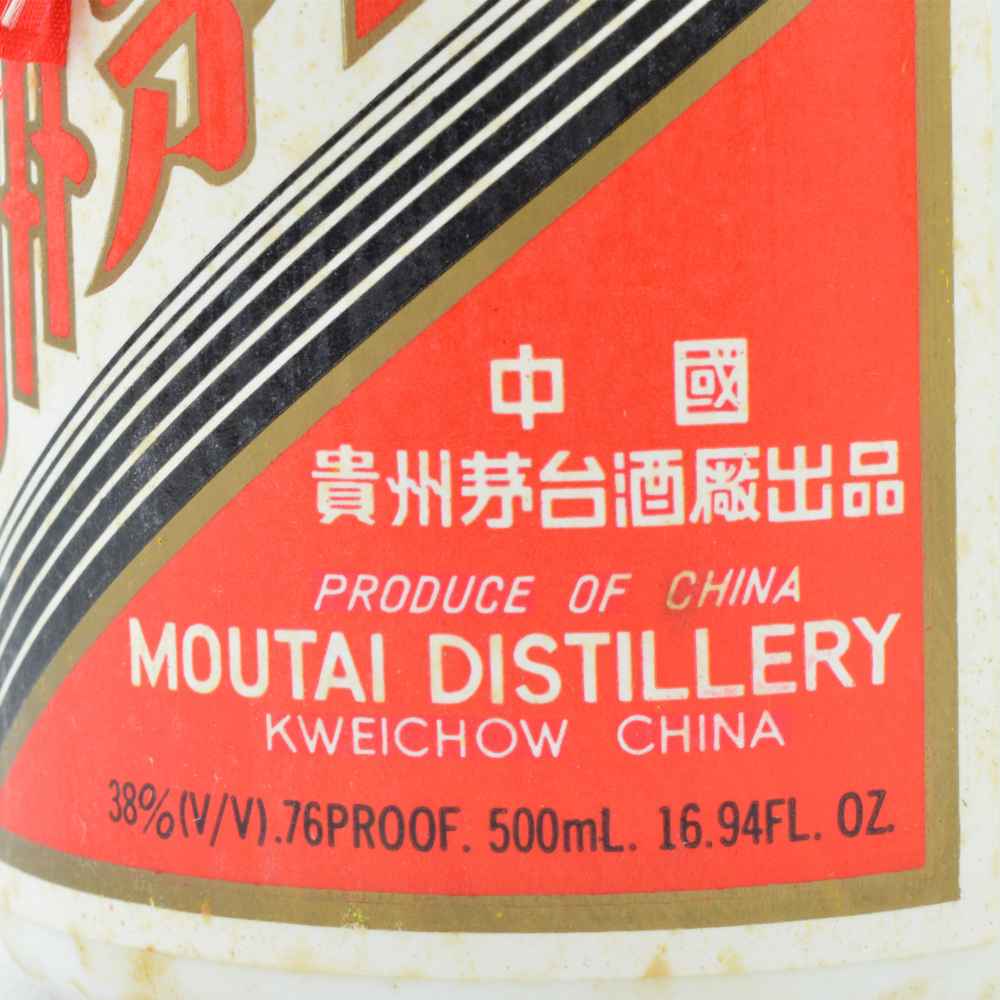 中 國
貴州茅台酒廠出品
PRODUCE OF CHINA
MOUTAI DISTILLERY
KWEICHOW CHINA
38%(V/V).76PROOF. 500mL. 16.94FL. OZ.